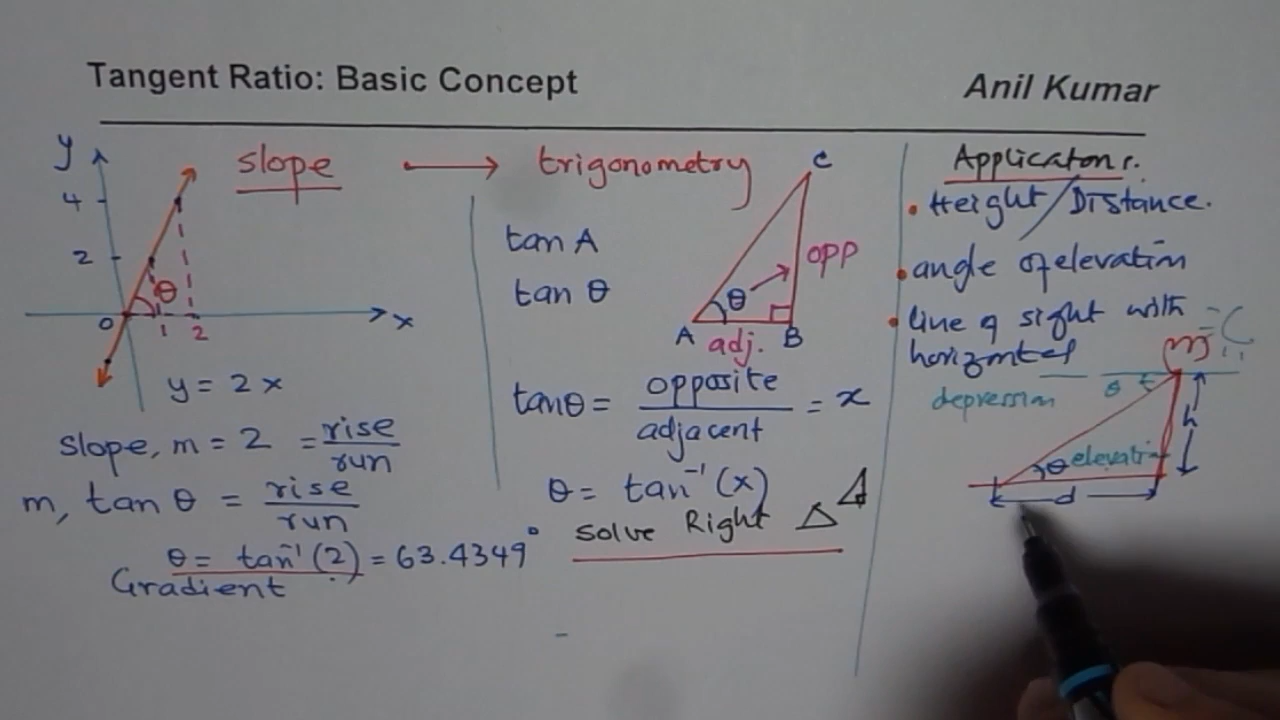 Tangent Ratio: Basic Concept
Anil Kumar
y
4
2
0
1
2
x
θ
slope
y = 2x
Slope, m = 2 = rise
run
m, tan θ = rise
run
θ = tan⁻¹(2) = 63.4349°
Gradient
trigonometry
tan A
tan θ
C
opp
θ
A
adj.
B
tanθ = opposite = x
adjacent
θ = tan⁻¹(x)
Solve Right Δ
Applicatons.
• Height/Distance.
• angle of elevation
• line of sight with
horizontal
depression
θ
h
θ elevati
d